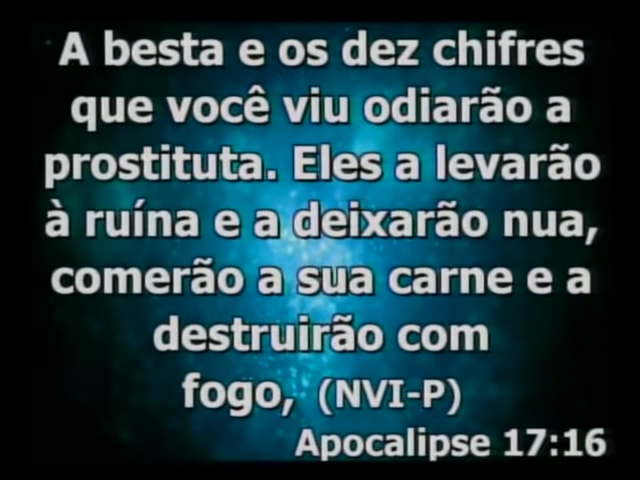 A besta e os dez chifres
que você viu odiarão a
prostituta. Eles a levarão
à ruína e a deixarão nua,
comerão a sua carne e a
destruirão com
fogo, (NVI-P)
Apocalipse 17:16